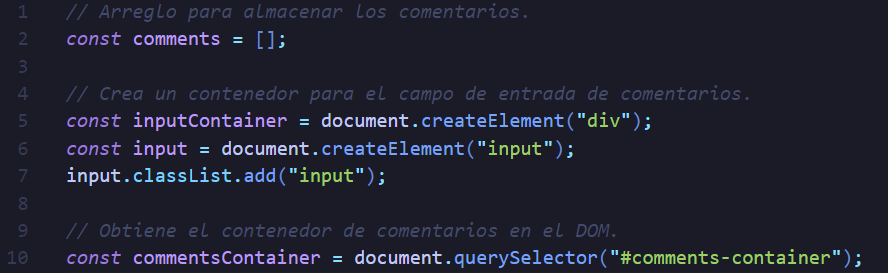 1 // Arreglo para almacenar los comentarios.
2 const comments = [];
3
4 // Crea un contenedor para el campo de entrada de comentarios.
5 const inputContainer = document.createElement("div");
6 const input = document.createElement("input");
7 input.classList.add("input");
8
9 // Obtiene el contenedor de comentarios en el DOM.
10 const commentsContainer = document.querySelector("#comments-container");